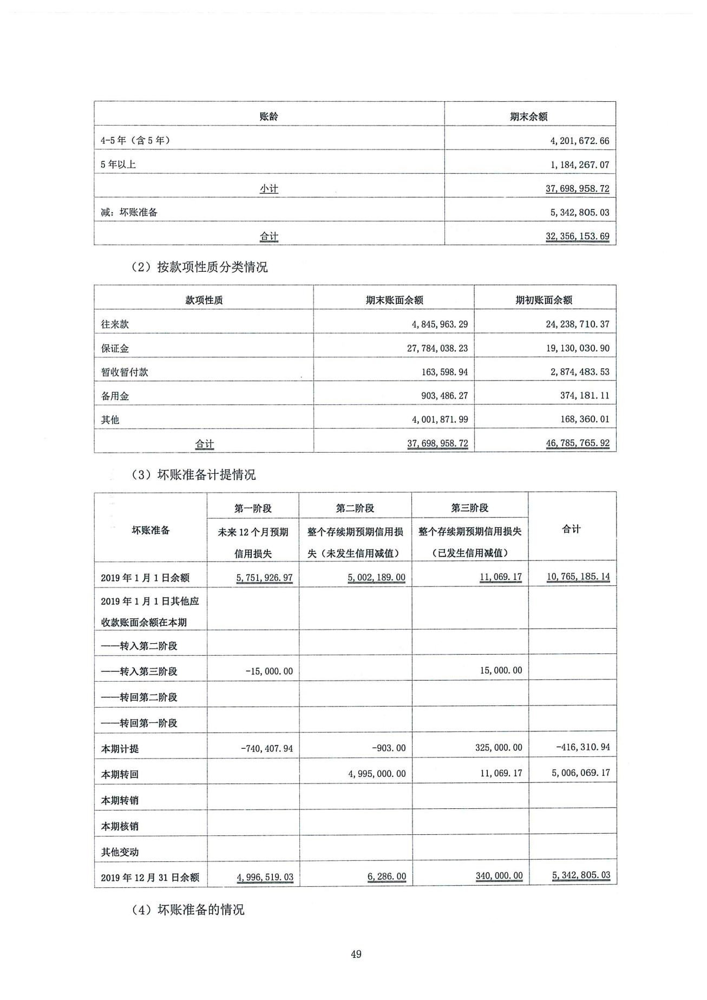 账龄 期末余额
4-5年（含5年） 4,201,672.66
5年以上 1,184,267.07
小计 37,698,958.72
减：坏账准备 5,342,805.03
合计 32,356,153.69
（2）按款项性质分类情况
款项性质 期末账面余额 期初账面余额
往来款 4,845,963.29 24,238,710.37
保证金 27,784,038.23 19,130,030.90
暂收暂付款 163,598.94 2,874,483.53
备用金 903,486.27 374,181.11
其他 4,001,871.99 168,360.01
合计 37,698,958.72 46,785,765.92
（3）坏账准备计提情况
第一阶段 第二阶段 第三阶段
坏账准备 合计
未来12个月预期 整个存续期预期信用损 整个存续期预期信用损失
信用损失 失（未发生信用减值） （已发生信用减值）
2019年1月1日余额 5,751,926.97 5,002,189.00 11,069.17 10,765,185.14
2019年1月1日其他应
收款账面余额在本期
——转入第二阶段
——转入第三阶段 -15,000.00 15,000.00
——转回第二阶段
——转回第一阶段
本期计提 -740,407.94 -903.00 325,000.00 -416,310.94
本期转回 4,995,000.00 11,069.17 5,006,069.17
本期转销
本期核销
其他变动
2019年12月31日余额 4,996,519.03 6,286.00 340,000.00 5,342,805.03
（4）坏账准备的情况
49